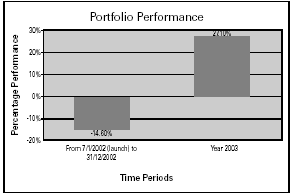 Portfolio Performance
Percentage Performance
30%
20%
10%
0%
-10%
-20%
27.10%
-14.60%
From 7/1/2002 (launch) to
31/12/2002
Year 2003
Time Periods